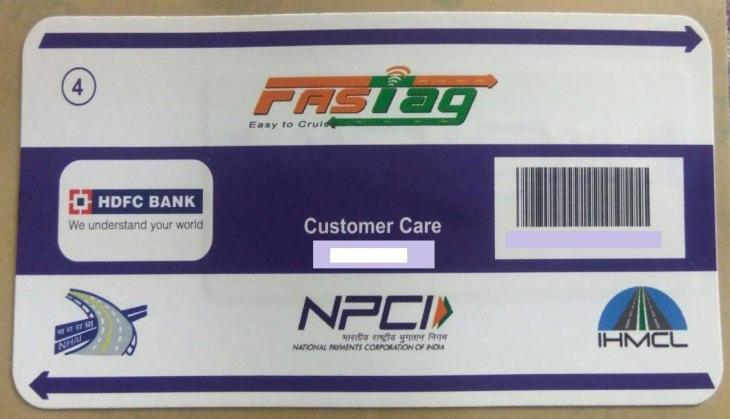 4
FASTag
Easy to Cruise
HDFC BANK
We understand your world
Customer Care
भा रा रा प्रा
NHAI
NPCI
भारतीय राष्ट्रीय भुगतान निगम
NATIONAL PAYMENTS CORPORATION OF INDIA
IHMCL